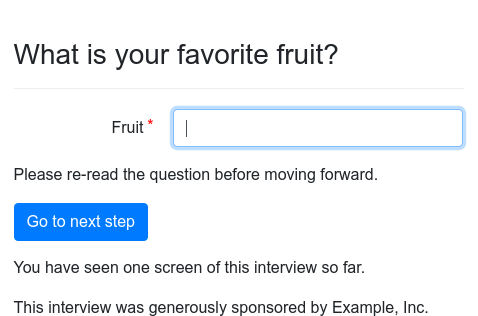 What is your favorite fruit?
Fruit *
Please re-read the question before moving forward.
Go to next step
You have seen one screen of this interview so far.
This interview was generously sponsored by Example, Inc.